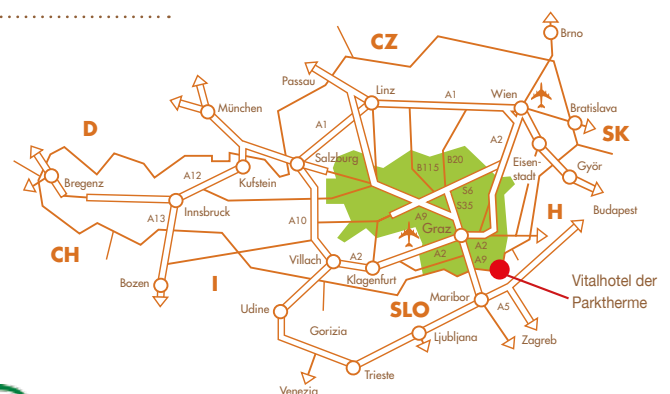 Brno
CZ
Passau
Linz
A1
Wien
München
Bratislava
D
A1
A2
SK
Salzburg
B115
B20
Eisen-
stadt
Györ
Bregenz
A12
Kufstein
S6
Budapest
Innsbruck
S35
A13
A10
A9
Graz
H
CH
Villach
A2
A2
A2
A9
Klagenfurt
Vitalhotel der
Parktherme
Bozen
I
Maribor
A5
Udine
SLO
Gorizia
Ljubljana
Zagreb
Trieste
Venezia